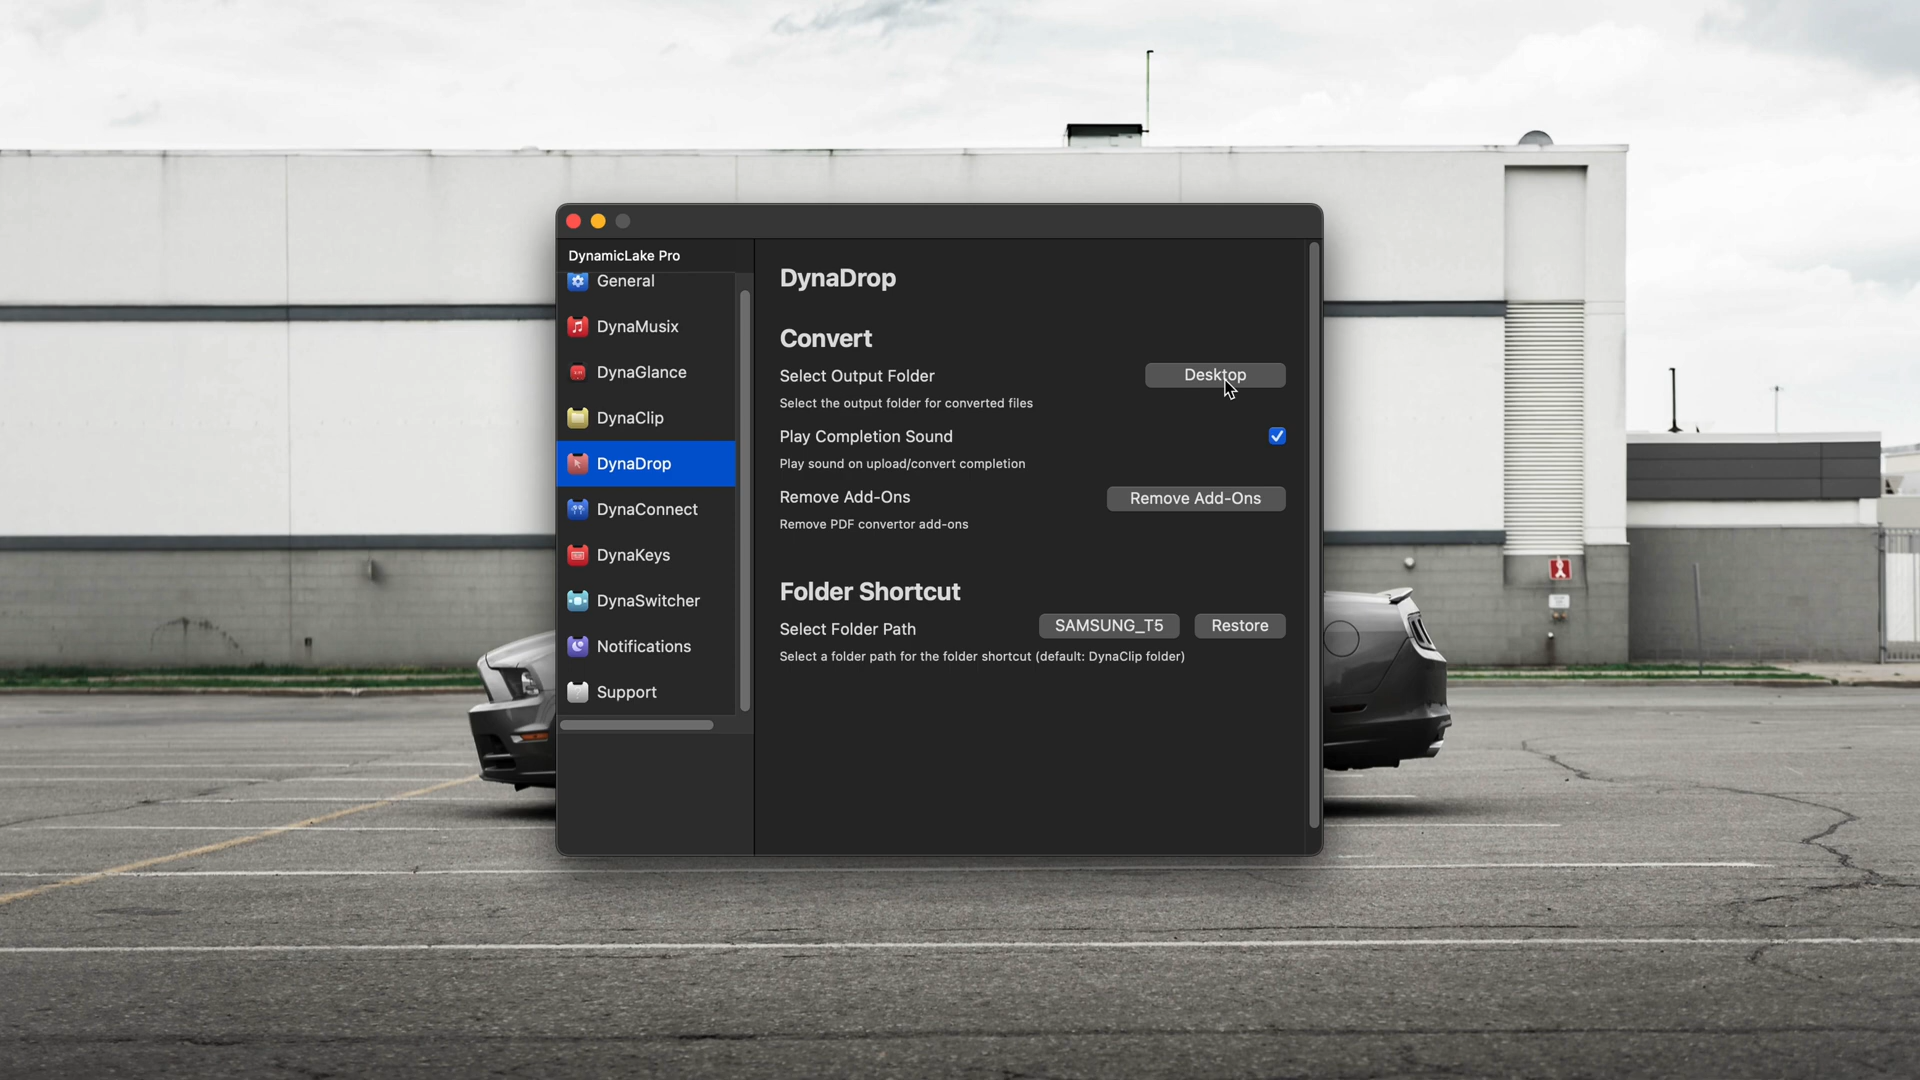 DynamicLake Pro
General
DynaMusix
DynaGlance
DynaClip
DynaDrop
DynaConnect
DynaKeys
DynaSwitcher
Notifications
Support
DynaDrop
Convert
Select Output Folder
Desktop
Select the output folder for converted files
Play Completion Sound
Play sound on upload/convert completion
Remove Add-Ons
Remove Add-Ons
Remove PDF convertor add-ons
Folder Shortcut
Select Folder Path
SAMSUNG_T5
Restore
Select a folder path for the folder shortcut (default: DynaClip folder)